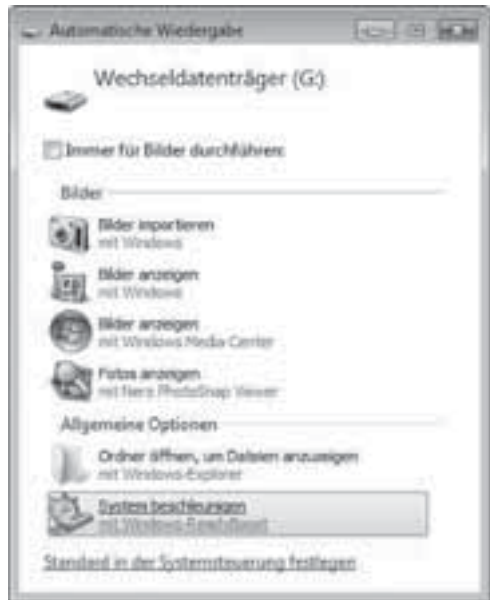 Automatische Wiedergabe
Wechseldatenträger (G:)
Immer für Bilder durchführen:
Bilder
Bilder importieren
mit Windows
Bilder anzeigen
mit Windows
Bilder anzeigen
mit Windows Media Center
Fotos anzeigen
mit Nero PhotoSnap Viewer
Allgemeine Optionen
Ordner öffnen, um Dateien anzuzeigen
mit Windows-Explorer
System beschleunigen
mit Windows-ReadyBoost
Standard in der Systemsteuerung festlegen